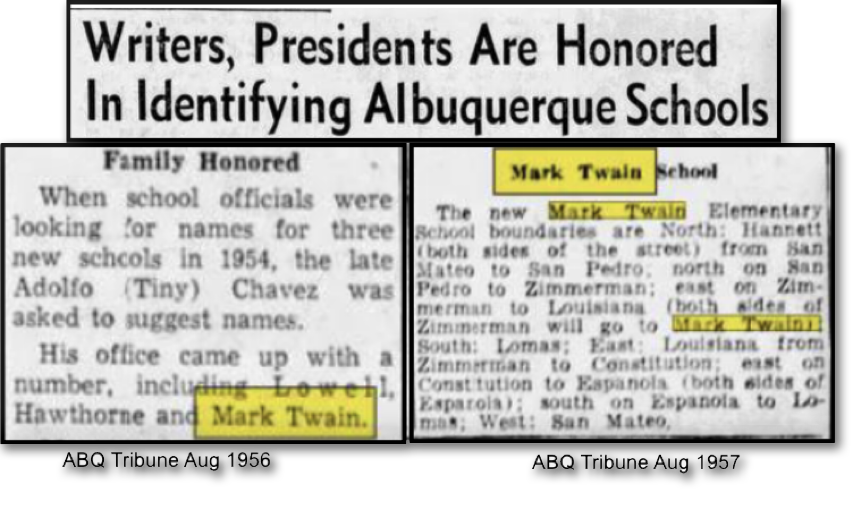 Writers, Presidents Are Honored
In Identifying Albuquerque Schools
Family Honored
When school officials were
looking for names for three
new schools in 1954, the late
Adolfo (Tiny) Chavez was
asked to suggest names.
His office came up with a
number, including Lowell,
Hawthorne and Mark Twain.
ABQ Tribune Aug 1956
Mark Twain School
The new Mark Twain Elementary
School boundaries are North: Hannett
(both sides of the street) from San
Mateo to San Pedro; north on San
Pedro to Zimmerman; east on Zim-
merman to Louisiana (both sides of
Zimmerman will go to Mark Twain);
South: Lomas; East: Louisiana from
Zimmerman to Constitution; east on
Constitution to Espanola (both sides of
Espanola); south on Espanola to Lo-
mas; West: San Mateo.
ABQ Tribune Aug 1957